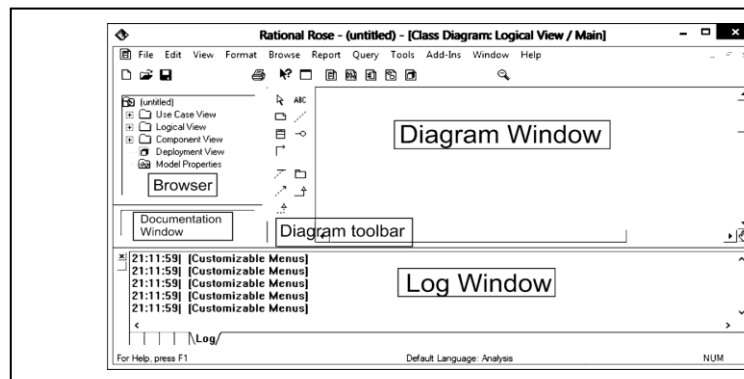 Rational Rose - (untitled) - [Class Diagram: Logical View / Main]
File Edit View Format Browse Report Query Tools Add-Ins Window Help
ABC
(untitled)
Use Case View
Logical View
Component View
Deployment View
Model Properties
Browser
Documentation
Window
Diagram toolbar
Diagram Window
21:11:59| [Customizable Menus]
21:11:59| [Customizable Menus]
21:11:59| [Customizable Menus]
21:11:59| [Customizable Menus]
21:11:59| [Customizable Menus]
Log Window
Log
For Help, press F1 Default Language: Analysis NUM